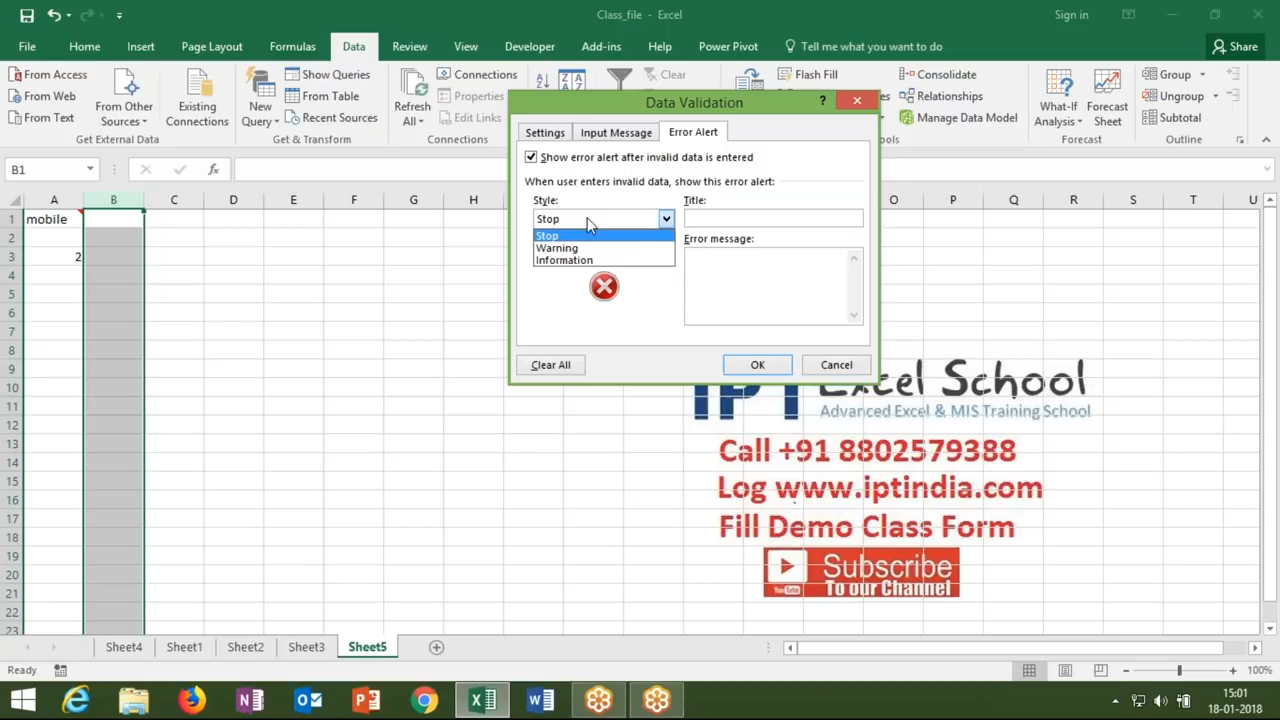 Class_file - Excel
Sign in
File Home Insert Page Layout Formulas Data Review View Developer Add-ins Help Power Pivot Tell me what you want to do Share
From Access
From Web
From Text
From Other Sources
Existing Connections
Get External Data
New Query
Show Queries
From Table
Recent Sources
Get & Transform
Refresh All
Connections
Properties
Edit Links
Connections
Clear
Flash Fill
Consolidate
Relationships
Manage Data Model
What-If Analysis
Forecast Sheet
Forecast
Group
Ungroup
Subtotal
Outline
Data Validation
?
Settings Input Message Error Alert
Show error alert after invalid data is entered
When user enters invalid data, show this error alert:
Style:
Stop
Stop
Warning
Information
Title:
Error message:
Clear All OK Cancel
B1
fx
A B C D E F G H O P Q R S T U
1 mobile
2
3 2
4
5
6
7
8
9
10
11
12
13
14
15
16
17
18
19
20
21
22
23
Excel School
Advanced Excel & MIS Training School
Call +91 8802579388
Log www.iptindia.com
Fill Demo Class Form
YouTube
Subscribe
To our Channel
Sheet4 Sheet1 Sheet2 Sheet3 Sheet5
Ready
100%
15:01
18-01-2018